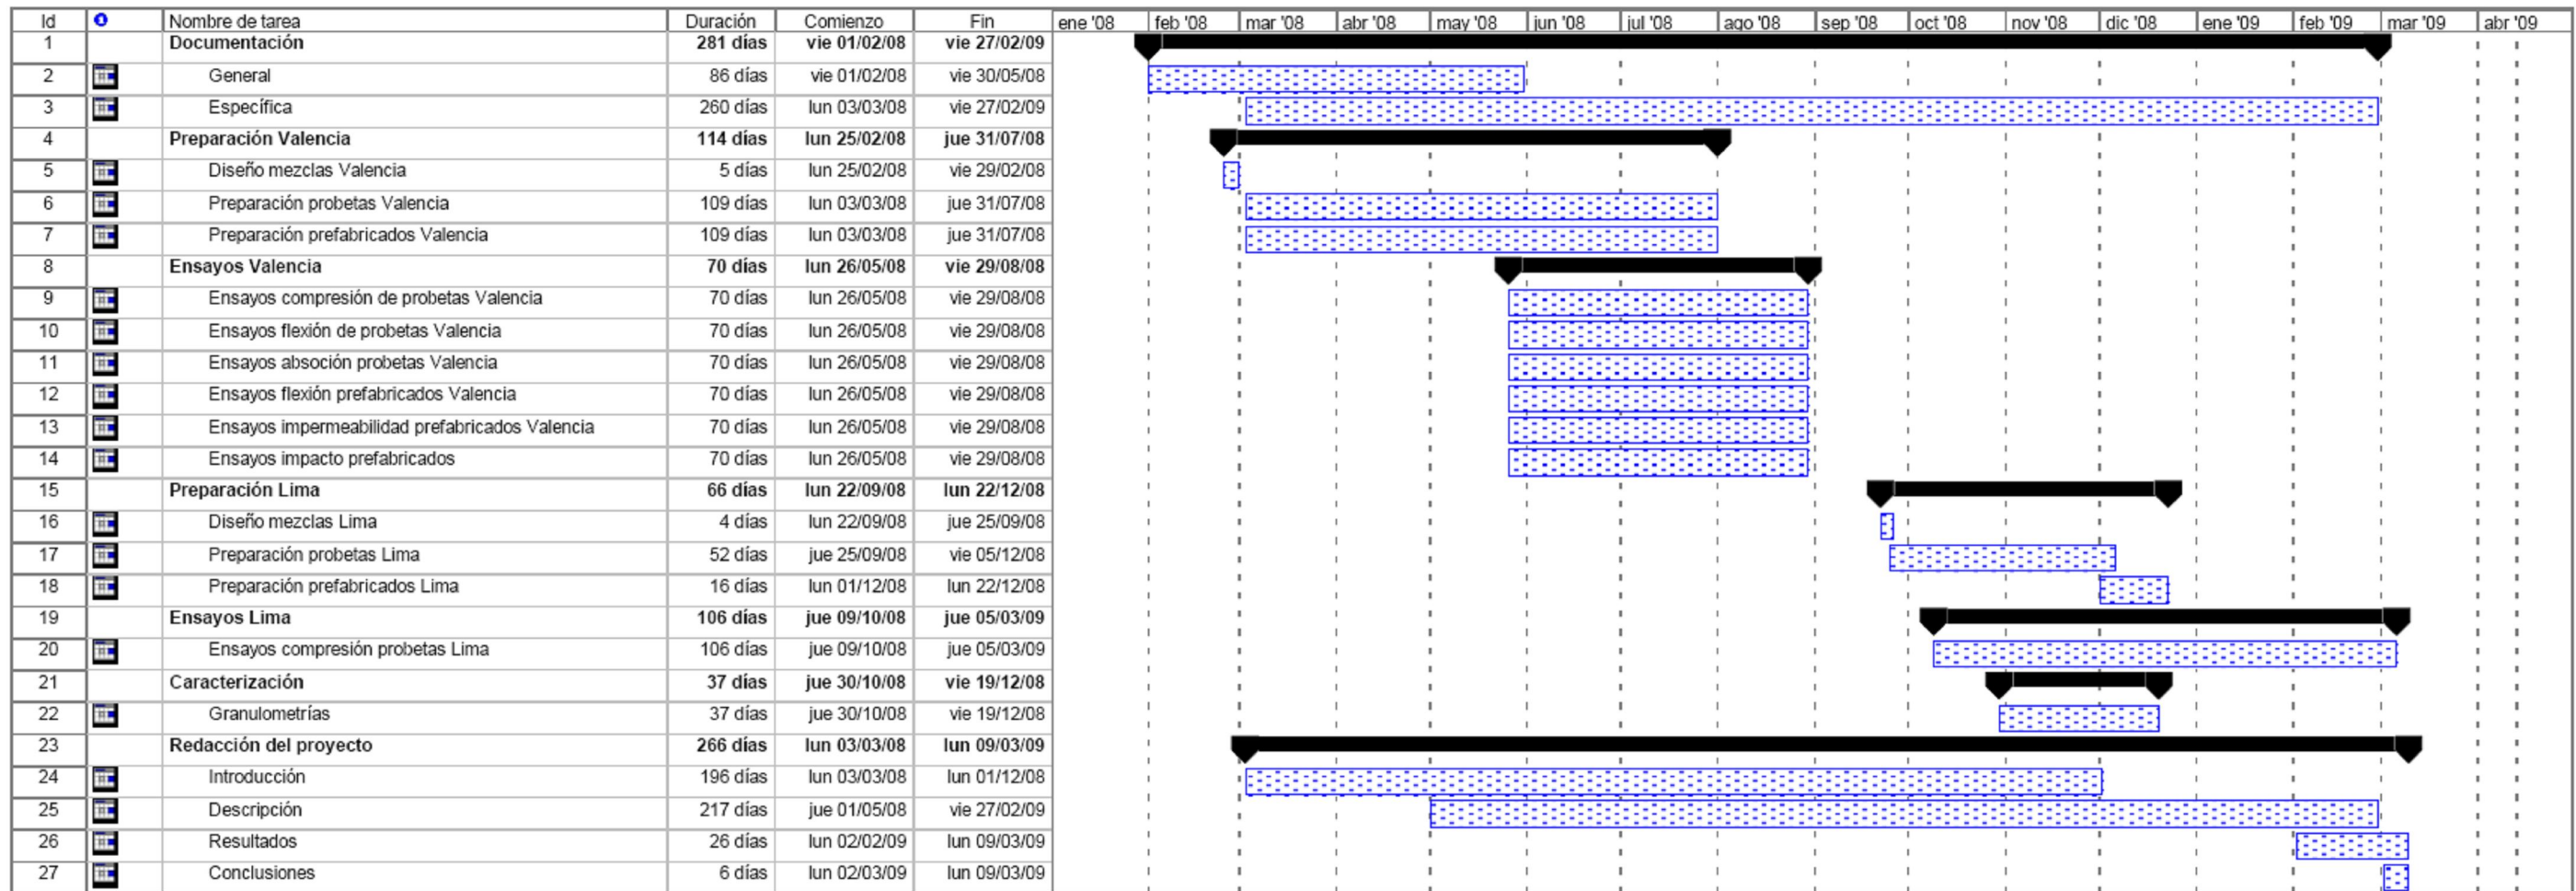 Id Nombre de tarea Duración Comienzo Fin ene '08 feb '08 mar '08 abr '08 may '08 jun '08 jul '08 ago '08 sep '08 oct '08 nov '08 dic '08 ene '09 feb '09 mar '09 abr '09
1 Documentación 281 días vie 01/02/08 vie 27/02/09
2 General 86 días vie 01/02/08 vie 30/05/08
3 Específica 260 días lun 03/03/08 vie 27/02/09
4 Preparación Valencia 114 días lun 25/02/08 jue 31/07/08
5 Diseño mezclas Valencia 5 días lun 25/02/08 vie 29/02/08
6 Preparación probetas Valencia 109 días lun 03/03/08 jue 31/07/08
7 Preparación prefabricados Valencia 109 días lun 03/03/08 jue 31/07/08
8 Ensayos Valencia 70 días lun 26/05/08 vie 29/08/08
9 Ensayos compresión de probetas Valencia 70 días lun 26/05/08 vie 29/08/08
10 Ensayos flexión de probetas Valencia 70 días lun 26/05/08 vie 29/08/08
11 Ensayos absoción probetas Valencia 70 días lun 26/05/08 vie 29/08/08
12 Ensayos flexión prefabricados Valencia 70 días lun 26/05/08 vie 29/08/08
13 Ensayos impermeabilidad prefabricados Valencia 70 días lun 26/05/08 vie 29/08/08
14 Ensayos impacto prefabricados 70 días lun 26/05/08 vie 29/08/08
15 Preparación Lima 66 días lun 22/09/08 lun 22/12/08
16 Diseño mezclas Lima 4 días lun 22/09/08 jue 25/09/08
17 Preparación probetas Lima 52 días jue 25/09/08 vie 05/12/08
18 Preparación prefabricados Lima 16 días lun 01/12/08 lun 22/12/08
19 Ensayos Lima 106 días jue 09/10/08 jue 05/03/09
20 Ensayos compresión probetas Lima 106 días jue 09/10/08 jue 05/03/09
21 Caracterización 37 días jue 30/10/08 vie 19/12/08
22 Granulometrías 37 días jue 30/10/08 vie 19/12/08
23 Redacción del proyecto 266 días lun 03/03/08 lun 09/03/09
24 Introducción 196 días lun 03/03/08 lun 01/12/08
25 Descripción 217 días jue 01/05/08 vie 27/02/09
26 Resultados 26 días lun 02/02/09 lun 09/03/09
27 Conclusiones 6 días lun 02/03/09 lun 09/03/09